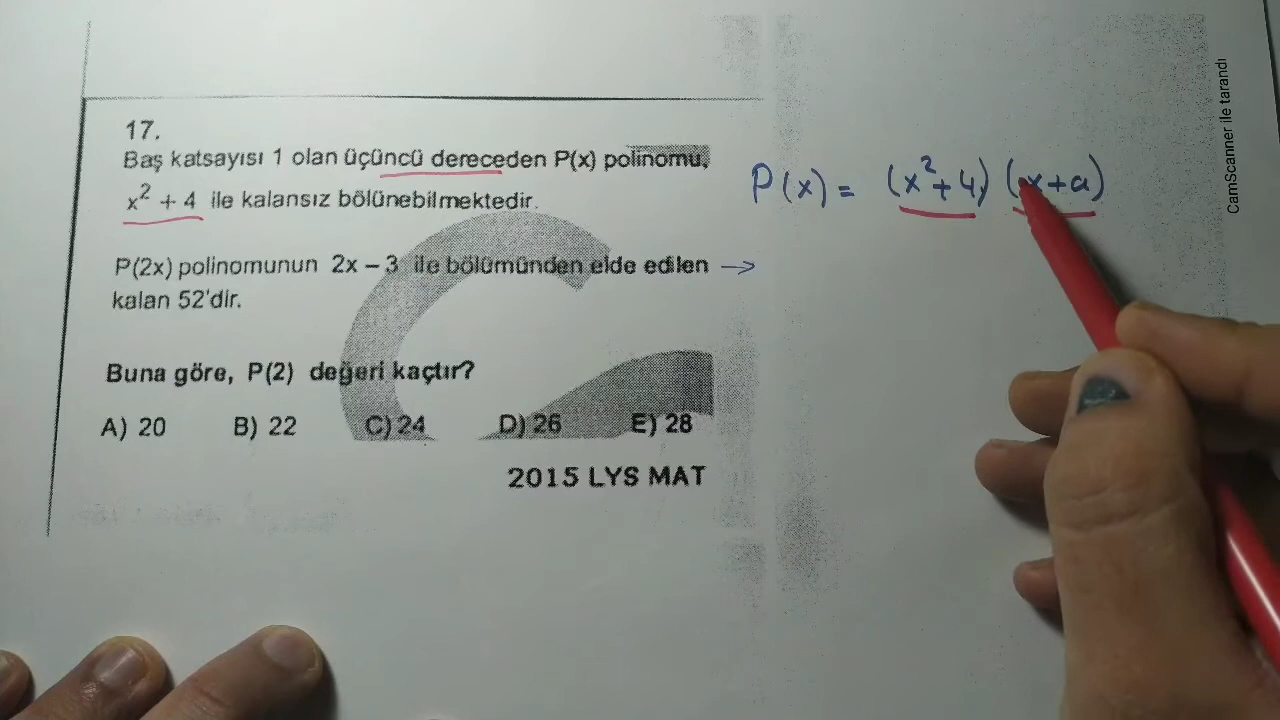 17.
Baş katsayısı 1 olan üçüncü dereceden P(x) polinomu,
x² + 4 ile kalansız bölünebilmektedir.
P(2x) polinomunun 2x – 3 ile bölümünden elde edilen →
kalan 52'dir.
Buna göre, P(2) değeri kaçtır?
A) 20 B) 22 C) 24 D) 26 E) 28
2015 LYS MAT
P(x) = (x²+4) (x+a)
CamScanner ile tarandı